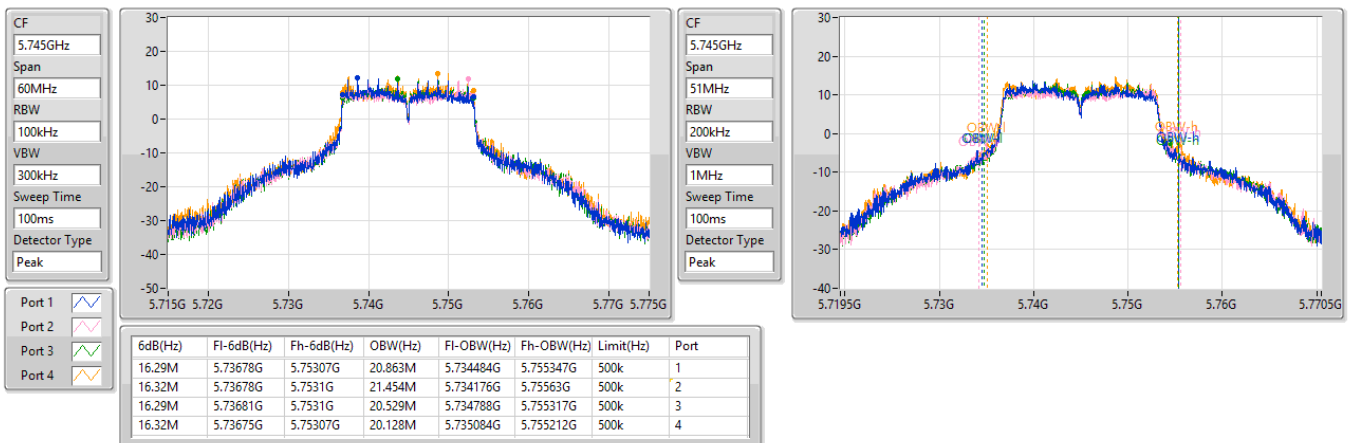 CF
5.745GHz
Span
60MHz
RBW
100kHz
VBW
300kHz
Sweep Time
100ms
Detector Type
Peak
30
20
10
0
-10
-20
-30
-40
-50
5.715G 5.72G 5.73G 5.74G 5.75G 5.76G 5.77G 5.775G
CF
5.745GHz
Span
51MHz
RBW
200kHz
VBW
1MHz
Sweep Time
100ms
Detector Type
Peak
30
20
10
0
-10
-20
-30
-40
OBW-h
OBW-h
5.7195G 5.73G 5.74G 5.75G 5.76G 5.7705G
Port 1
Port 2
Port 3
Port 4
6dB(Hz) Fl-6dB(Hz) Fh-6dB(Hz) OBW(Hz) Fl-OBW(Hz) Fh-OBW(Hz) Limit(Hz) Port
16.29M 5.73678G 5.75307G 20.863M 5.734484G 5.755347G 500k 1
16.32M 5.73678G 5.7531G 21.454M 5.734176G 5.75563G 500k 2
16.29M 5.73681G 5.7531G 20.529M 5.734788G 5.755317G 500k 3
16.32M 5.73675G 5.75307G 20.128M 5.735084G 5.755212G 500k 4